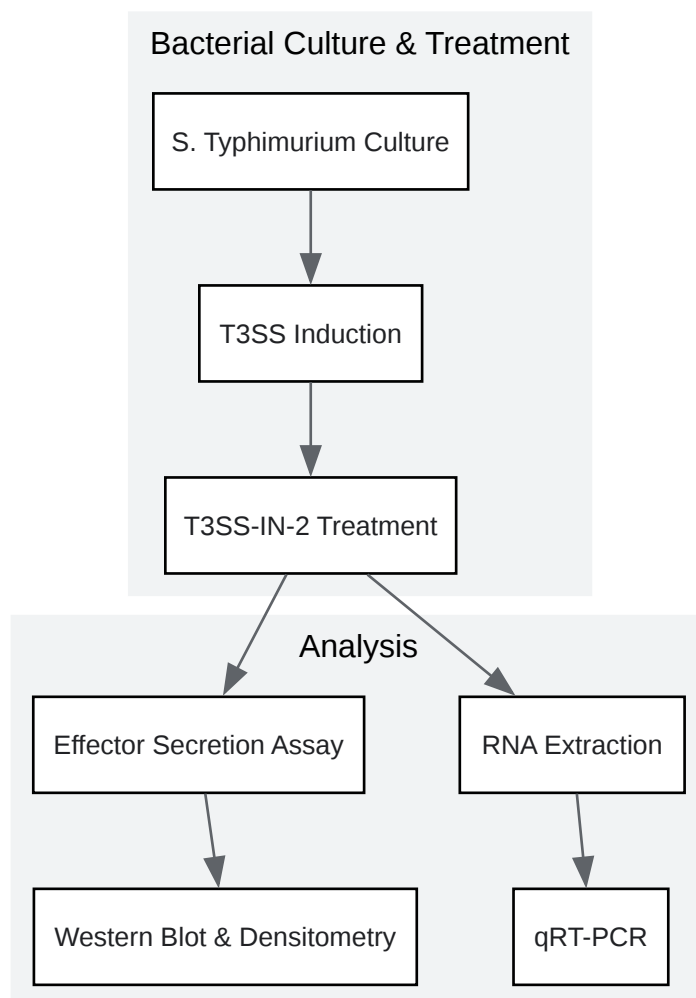 Bacterial Culture & Treatment
S. Typhimurium Culture
T3SS Induction
T3SS-IN-2 Treatment
Analysis
Effector Secretion Assay
RNA Extraction
Western Blot & Densitometry
qRT-PCR